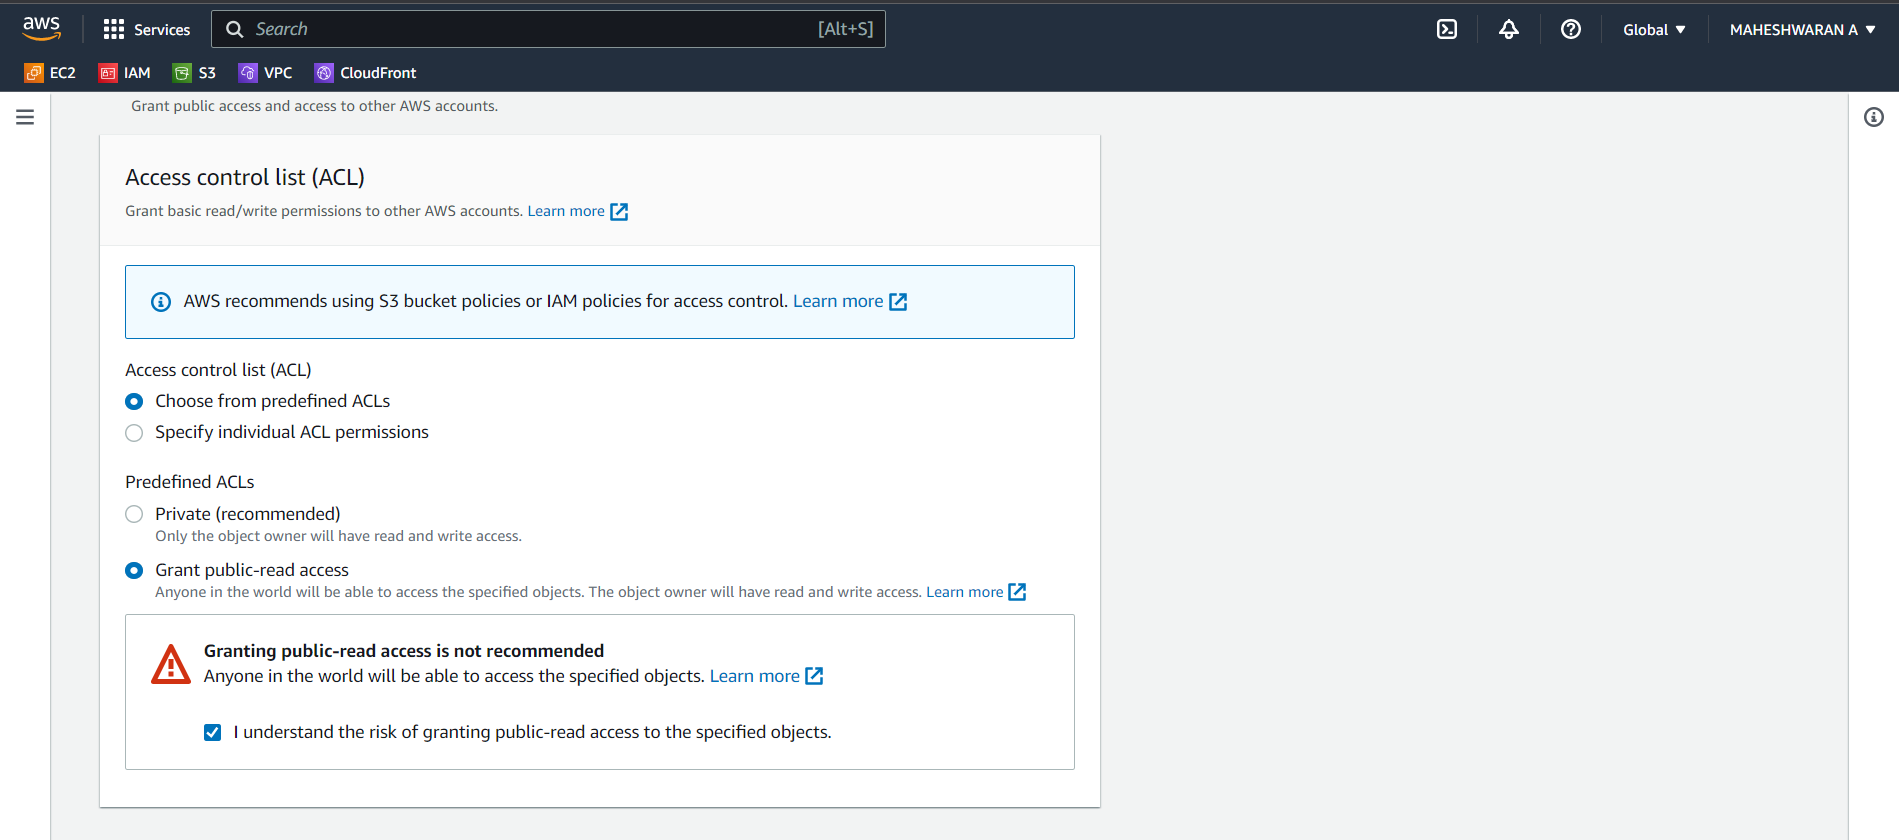 aws
Services
Search
[Alt+S]
Global
MAHESHWARAN A
EC2
IAM
S3
VPC
CloudFront
Grant public access and access to other AWS accounts.
Access control list (ACL)
Grant basic read/write permissions to other AWS accounts. Learn more
AWS recommends using S3 bucket policies or IAM policies for access control. Learn more
Access control list (ACL)
Choose from predefined ACLs
Specify individual ACL permissions
Predefined ACLs
Private (recommended)
Only the object owner will have read and write access.
Grant public-read access
Anyone in the world will be able to access the specified objects. The object owner will have read and write access. Learn more
Granting public-read access is not recommended
Anyone in the world will be able to access the specified objects. Learn more
I understand the risk of granting public-read access to the specified objects.